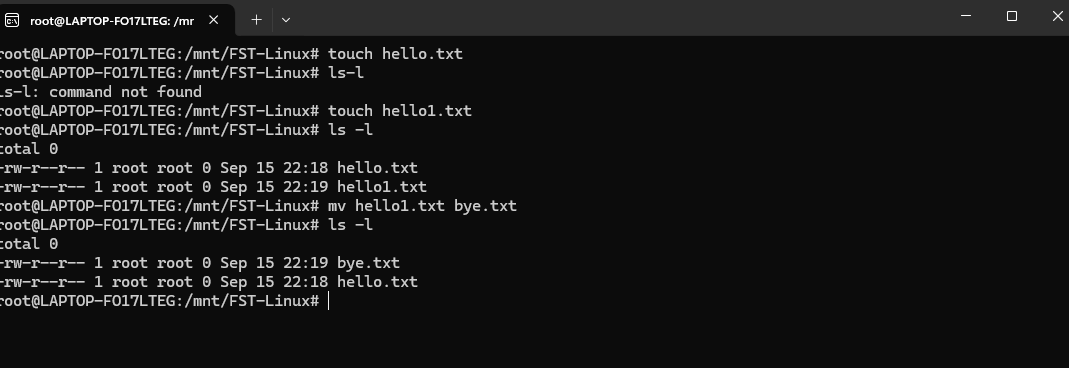 root@LAPTOP-FO17LTEG: /mr
root@LAPTOP-FO17LTEG:/mnt/FST-Linux# touch hello.txt
root@LAPTOP-FO17LTEG:/mnt/FST-Linux# ls-l
ls-l: command not found
root@LAPTOP-FO17LTEG:/mnt/FST-Linux# touch hello1.txt
root@LAPTOP-FO17LTEG:/mnt/FST-Linux# ls -l
total 0
-rw-r--r-- 1 root root 0 Sep 15 22:18 hello.txt
-rw-r--r-- 1 root root 0 Sep 15 22:19 hello1.txt
root@LAPTOP-FO17LTEG:/mnt/FST-Linux# mv hello1.txt bye.txt
root@LAPTOP-FO17LTEG:/mnt/FST-Linux# ls -l
total 0
-rw-r--r-- 1 root root 0 Sep 15 22:19 bye.txt
-rw-r--r-- 1 root root 0 Sep 15 22:18 hello.txt
root@LAPTOP-FO17LTEG:/mnt/FST-Linux#